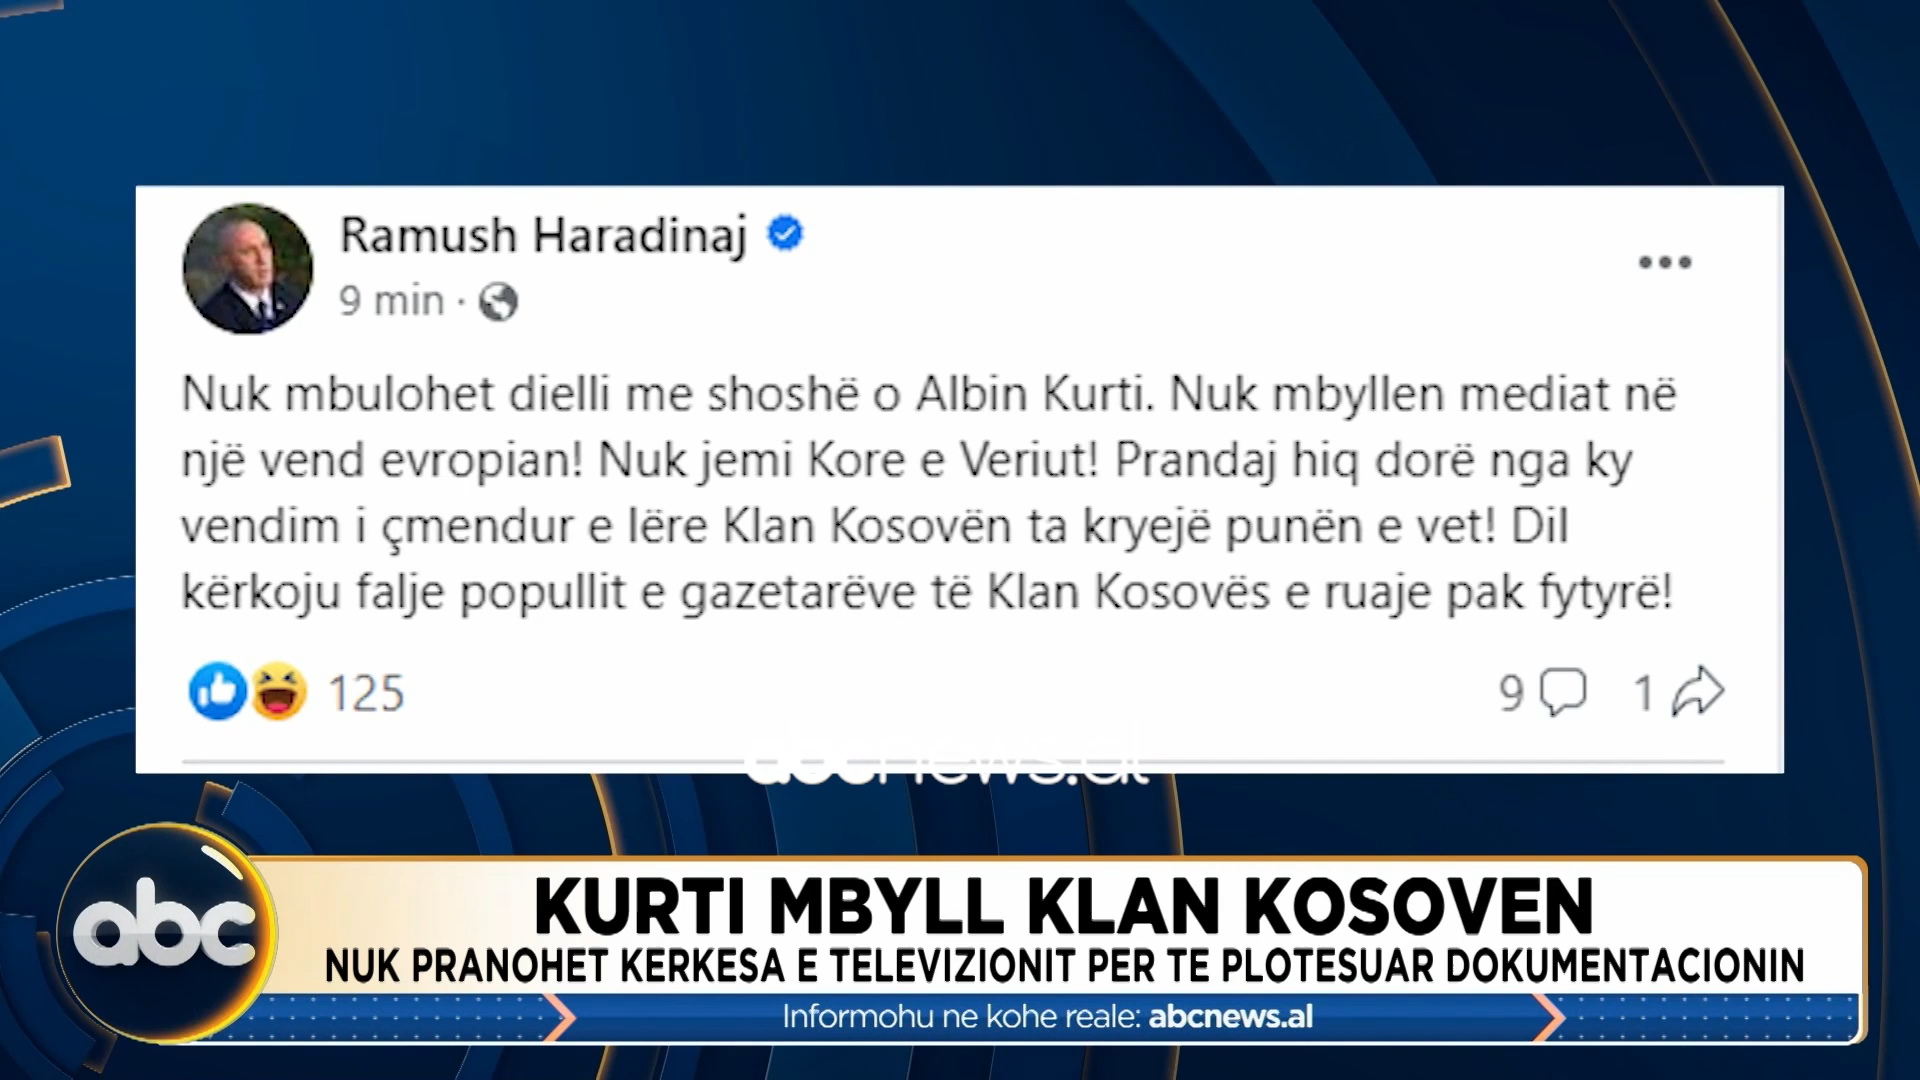 Ramush Haradinaj
9 min ·
Nuk mbulohet dielli me shoshë o Albin Kurti. Nuk mbyllen mediat në
një vend evropian! Nuk jemi Kore e Veriut! Prandaj hiq dorë nga ky
vendim i çmendur e lëre Klan Kosovën ta kryejë punën e vet! Dil
kërkoju falje popullit e gazetarëve të Klan Kosovës e ruaje pak fytyrë!
125
9
1
abcnews.al
abc
KURTI MBYLL KLAN KOSOVEN
NUK PRANOHET KERKESA E TELEVIZIONIT PER TE PLOTESUAR DOKUMENTACIONIN
Informohu ne kohe reale: abcnews.al